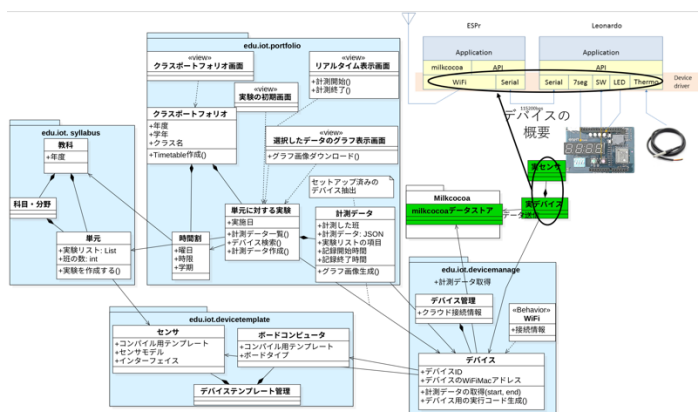 edu.iot.portfolio
«view»
クラスポートフォリオ画面
«view»
リアルタイム表示画面
+計測開始()
+計測終了()
«view»
実験の初期画面
クラスポートフォリオ
+年度
+学年
+クラス名
+Timetable作成()
«view»
選択したデータのグラフ表示画面
+グラフ画像ダウンロード()
セットアップ済みの
デバイス抽出
単元に対する実験
+実施日
+計測データ一覧()
+デバイス検索()
+計測データ作成()
計測データ
+計測した班
+計測データ: JSON
+実験リストの項目
+記録開始時間
+記録終了時間
+グラフ画像生成()
時間割
+曜日
+時限
+学期
edu.iot. syllabus
教科
+年度
科目・分野
単元
+実験リスト: List
+班の数: int
+実験を作成する()
edu.iot.devicetemplate
センサ
+コンパイル用テンプレート
+センサモデル
+インターフェイス
ボードコンピュータ
+コンパイル用テンプレート
+ボードタイプ
デバイステンプレート管理
ESPr
Leonardo
Application
Application
milkcocoa
API
API
WiFi
Serial
Serial
7seg
SW
LED
Thermo
Device
driver
デバイスの
概要
実センサ
実デバイス
Milkcocoa
milkcocoaデータストア
データ送信
edu.iot.devicemanage
+計測データ取得
デバイス管理
+クラウド接続情報
«Behavior»
WiFi
+接続情報
デバイス
+デバイスID
+デバイスのWiFiMacアドレス
+計測データの取得(start, end)
+デバイス用の実行コード生成()